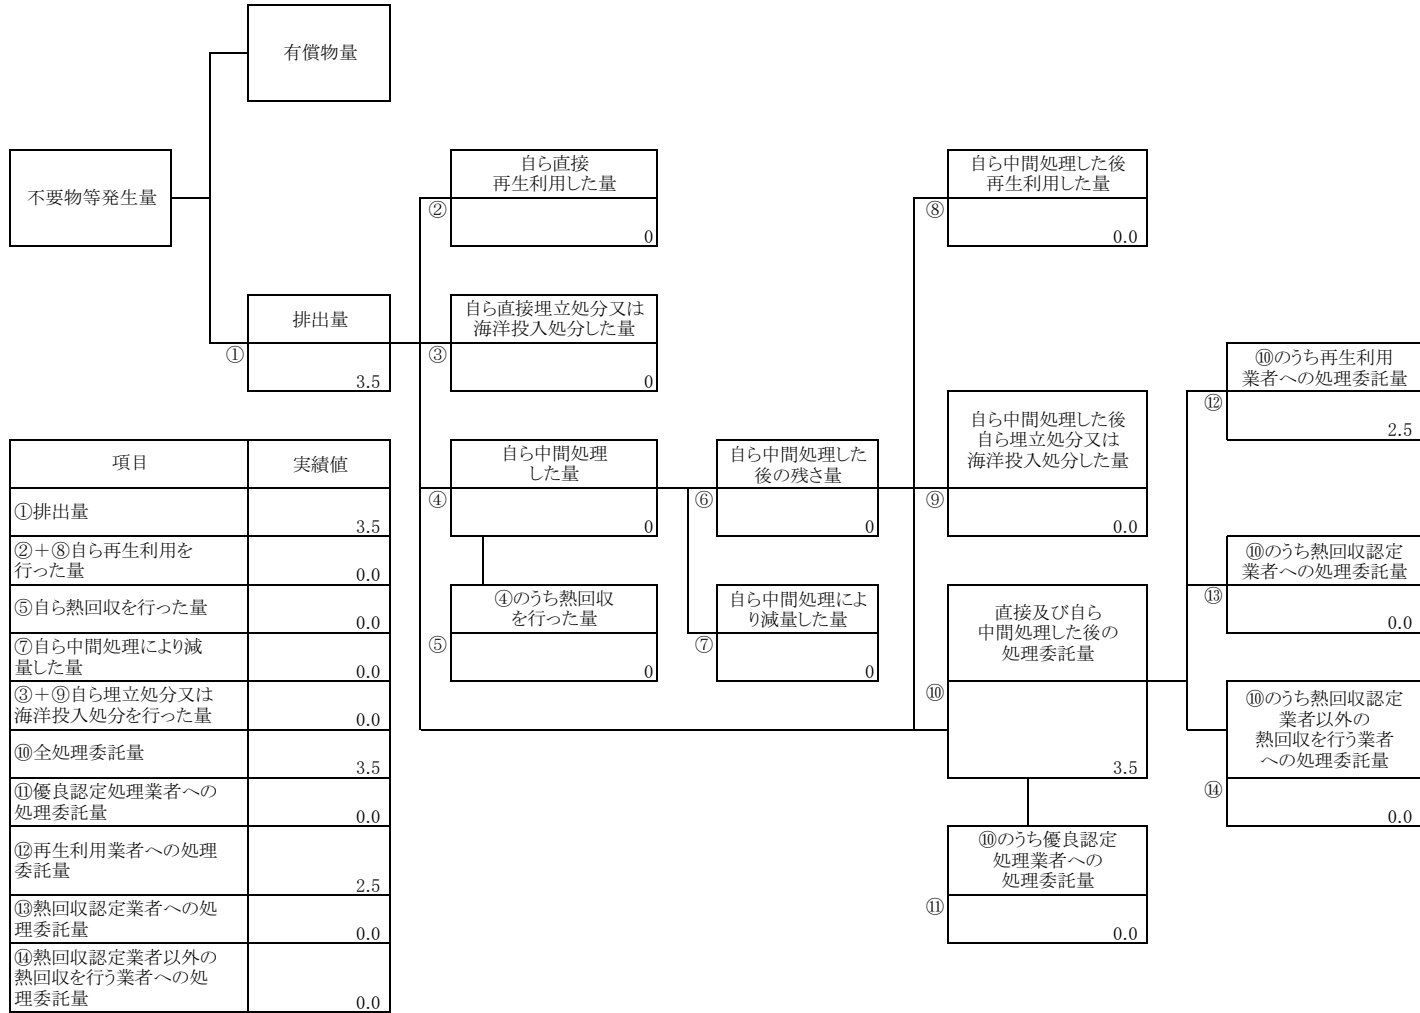 有償物量
不要物等発生量
自ら直接
再生利用した量
②
0
自ら中間処理した後
再生利用した量
⑧
0.0
排出量
①
3.5
自ら直接埋立処分又は
海洋投入処分した量
③
0
⑩のうち再生利用
業者への処理委託量
⑫
2.5
自ら中間処理した後
自ら埋立処分又は
海洋投入処分した量
⑨
0.0
自ら中間処理
した量
④
0
自ら中間処理した
後の残さ量
⑥
0
⑩のうち熱回収認定
業者への処理委託量
⑬
0.0
④のうち熱回収
を行った量
⑤
0
自ら中間処理によ
り減量した量
⑦
0
直接及び自ら
中間処理した後の
処理委託量
⑩
3.5
⑩のうち熱回収認定
業者以外の
熱回収を行う業者
への処理委託量
⑭
0.0
⑩のうち優良認定
処理業者への
処理委託量
⑪
0.0
項目
実績値
①排出量
3.5
②＋⑧自ら再生利用を
行った量
0.0
⑤自ら熱回収を行った量
0.0
⑦自ら中間処理により減
量した量
0.0
③＋⑨自ら埋立処分又は
海洋投入処分を行った量
0.0
⑩全処理委託量
3.5
⑪優良認定処理業者への
処理委託量
0.0
⑫再生利用業者への処理
委託量
2.5
⑬熱回収認定業者への処
理委託量
0.0
⑭熱回収認定業者以外の
熱回収を行う業者への処
理委託量
0.0